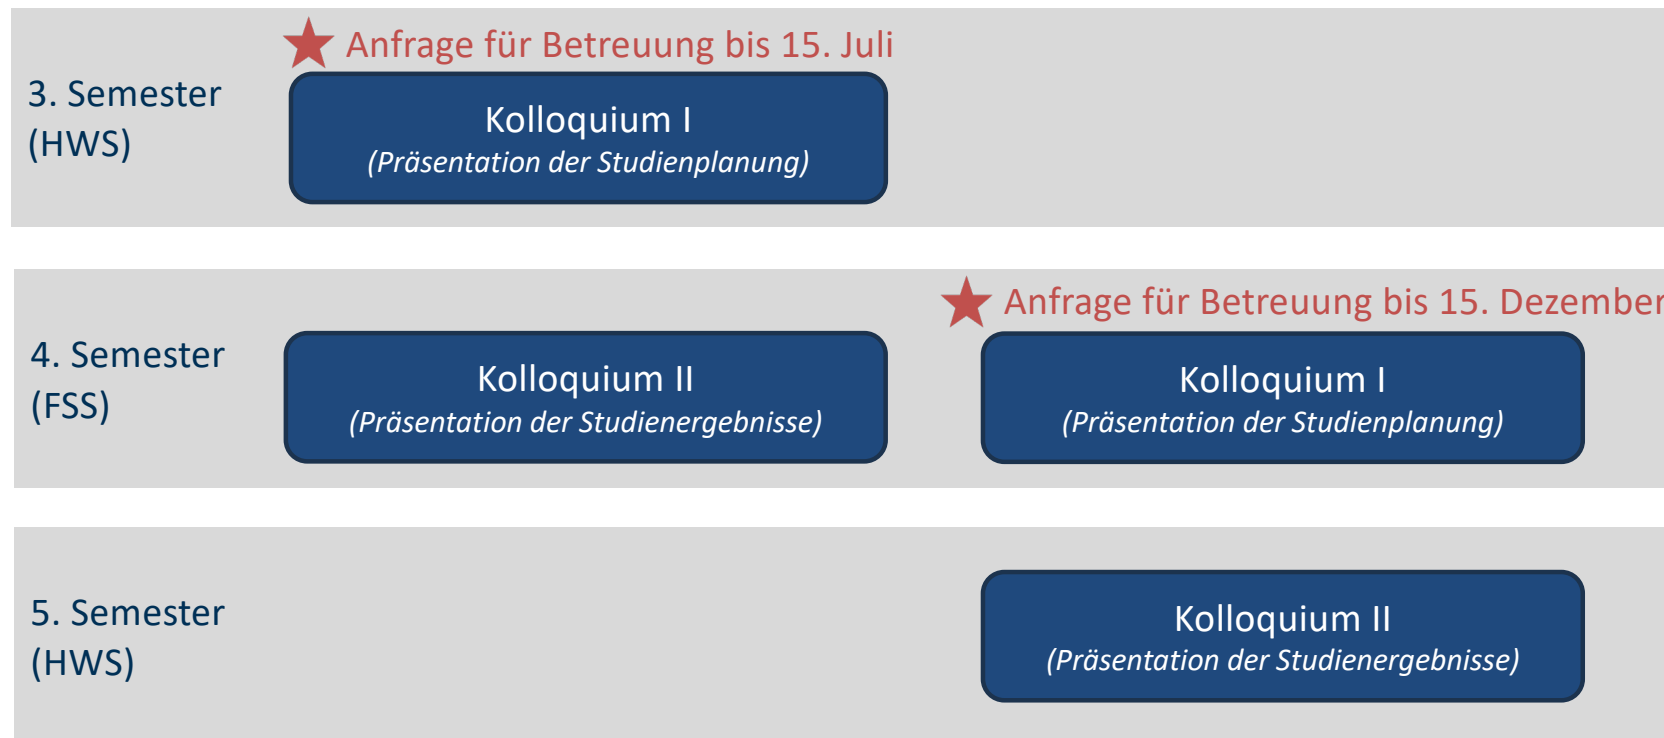 Anfrage für Betreuung bis 15. Juli
3. Semester
(HWS)
Kolloquium I
(Präsentation der Studienplanung)
Anfrage für Betreuung bis 15. Dezember
4. Semester
(FSS)
Kolloquium II
(Präsentation der Studienergebnisse)
Kolloquium I
(Präsentation der Studienplanung)
5. Semester
(HWS)
Kolloquium II
(Präsentation der Studienergebnisse)